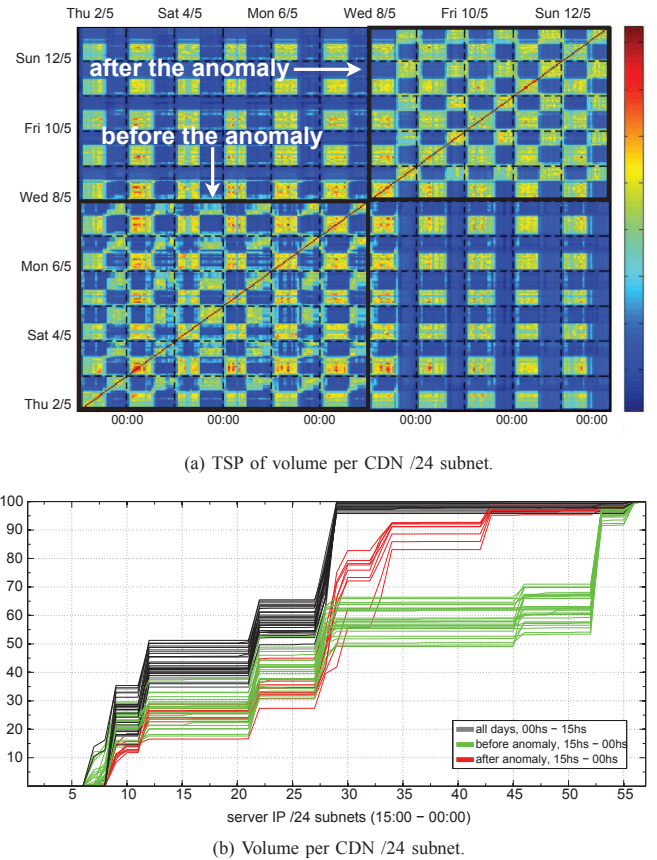 Thu 2/5 Sat 4/5 Mon 6/5 Wed 8/5 Fri 10/5 Sun 12/5
Sun 12/5
after the anomaly
Fri 10/5
before the anomaly
Wed 8/5
Mon 6/5
Sat 4/5
Thu 2/5
00:00 00:00 00:00 00:00 00:00 00:00
(a) TSP of volume per CDN /24 subnet.
100
90
80
70
60
50
40
30
20
10
all days, 00hs − 15hs
before anomaly, 15hs − 00hs
after anomaly, 15hs − 00hs
5 10 15 20 25 30 35 40 45 50 55
server IP /24 subnets (15:00 − 00:00)
(b) Volume per CDN /24 subnet.